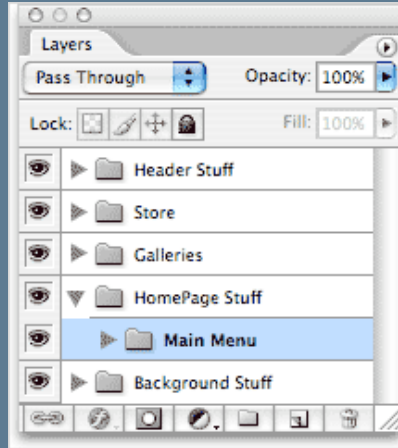 Layers
Pass Through Opacity: 100%
Lock: Fill: 100%
Header Stuff
Store
Galleries
HomePage Stuff
Main Menu
Background Stuff